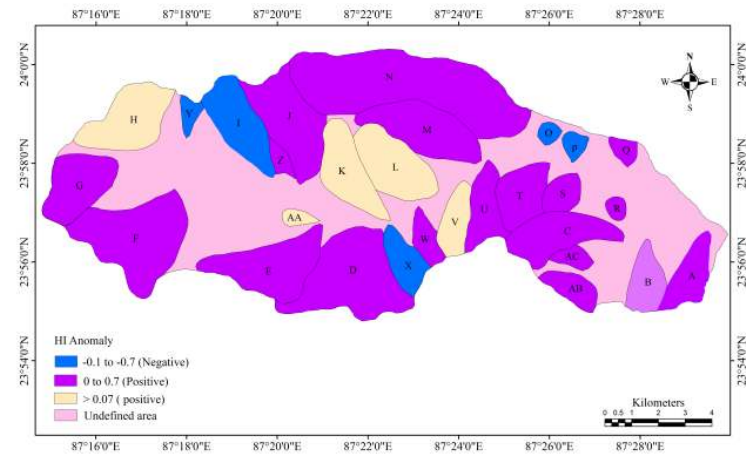 87°16'0"E 87°18'0"E 87°20'0"E 87°22'0"E 87°24'0"E 87°26'0"E 87°28'0"E
24°0'0"N
23°58'0"N
23°56'0"N
23°54'0"N
24°0'0"N
23°58'0"N
23°56'0"N
23°54'0"N
N
W E
S
N
H
Y
I
J
M
O
P
Q
Z
K
L
G
F
AA
V
U
T
S
R
C
W
X
E
D
AC
AB
B
A
HI Anomaly
-0.1 to -0.7 (Negative)
0 to 0.7 (Positive)
> 0.07 ( positive)
Undefined area
Kilometers
0 0.5 1 2 3 4
87°16'0"E 87°18'0"E 87°20'0"E 87°22'0"E 87°24'0"E 87°26'0"E 87°28'0"E